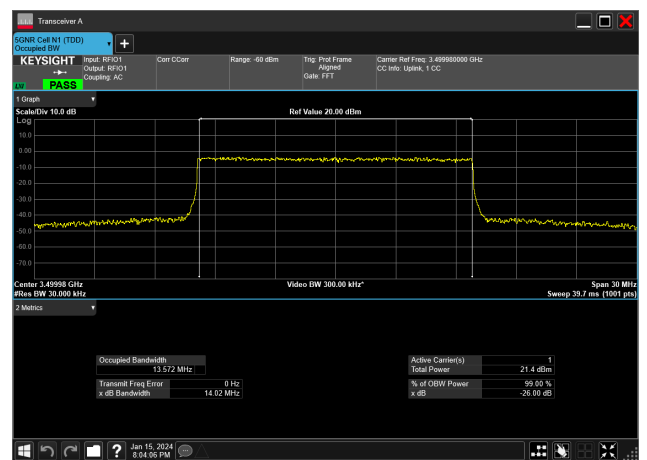 Transceiver A
5GNR Cell N1 (TDD)
Occupied BW
KEYSIGHT
LV
PASS
Input: RFIO1
Output: RFIO1
Coupling: AC
Corr CCorr
Range: -60 dBm
Trig: Prot Frame
Aligned
Gate: FFT
Carrier Ref Freq: 3.499980000 GHz
CC Info: Uplink, 1 CC
1 Graph
Scale/Div 10.0 dB
Ref Value 20.00 dBm
Log
10.0
0.00
-10.0
-20.0
-30.0
-40.0
-50.0
-60.0
-70.0
Center 3.49998 GHz
Video BW 300.00 kHz*
Span 30 MHz
#Res BW 30.000 kHz
Sweep 39.7 ms (1001 pts)
2 Metrics
Occupied Bandwidth
13.572 MHz
Active Carrier(s) 1
Total Power 21.4 dBm
Transmit Freq Error 0 Hz
x dB Bandwidth 14.02 MHz
% of OBW Power 99.00 %
x dB -26.00 dB
Jan 15, 2024
8:04:06 PM